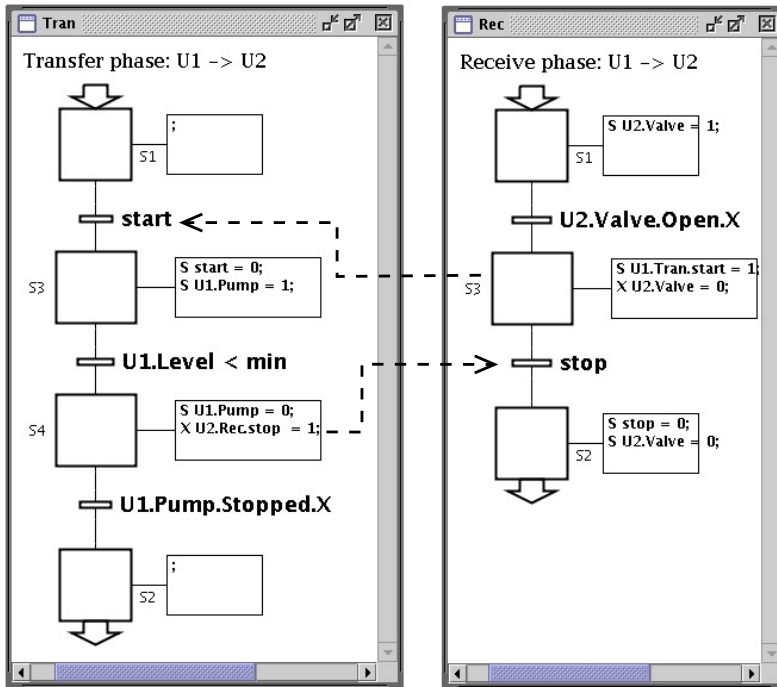 Tran
Transfer phase: U1 -> U2
;
S1
start
S3
S start = 0;
S U1.Pump = 1;
U1.Level < min
S4
S U1.Pump = 0;
X U2.Rec.stop = 1;
U1.Pump.Stopped.X
;
S2
Rec
Receive phase: U1 -> U2
S U2.Valve = 1;
S1
U2.Valve.Open.X
S3
S U1.Tran.start = 1;
X U2.Valve = 0;
stop
S stop = 0;
S U2.Valve = 0;
S2